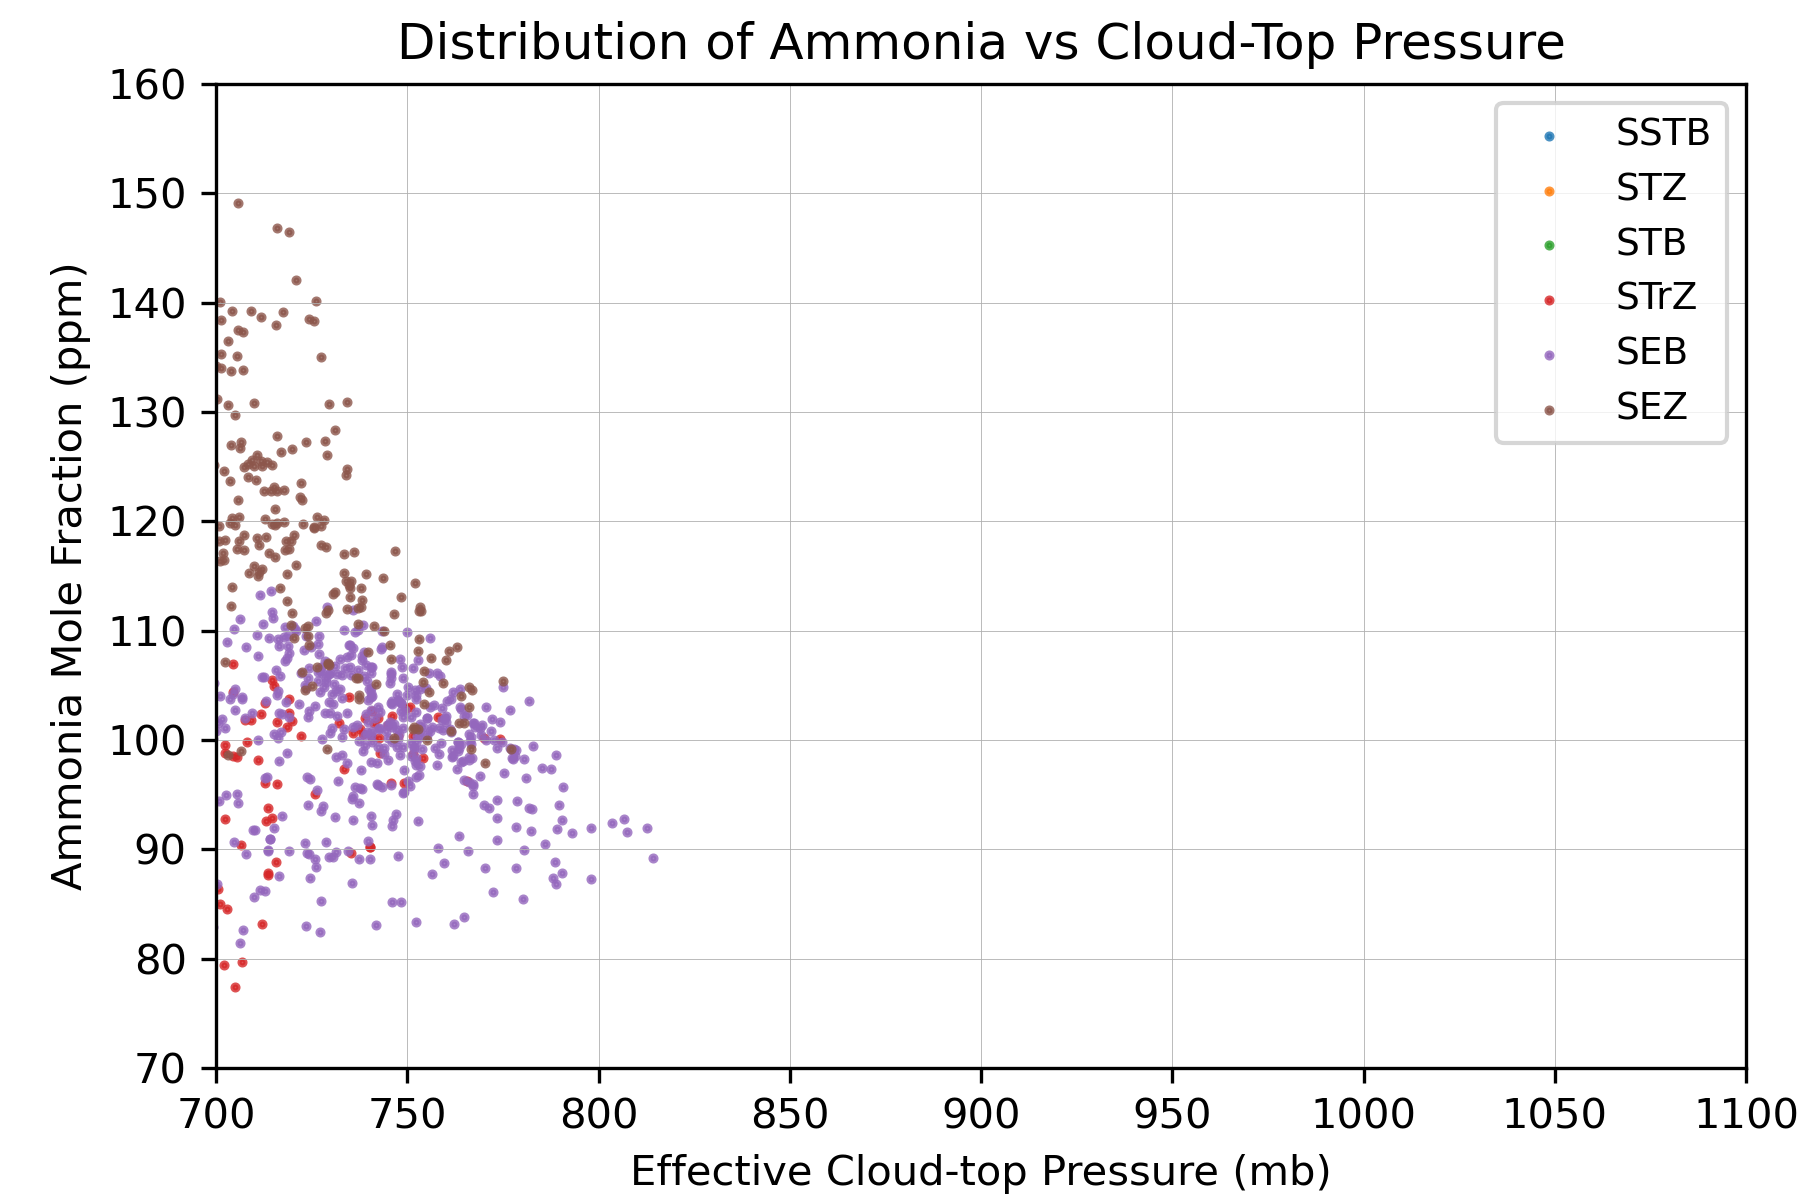 Distribution of Ammonia vs Cloud-Top Pressure
160
150
140
130
120
110
100
90
80
70
Ammonia Mole Fraction (ppm)
SSTB
STZ
STB
STrZ
SEB
SEZ
700 750 800 850 900 950 1000 1050 1100
Effective Cloud-top Pressure (mb)